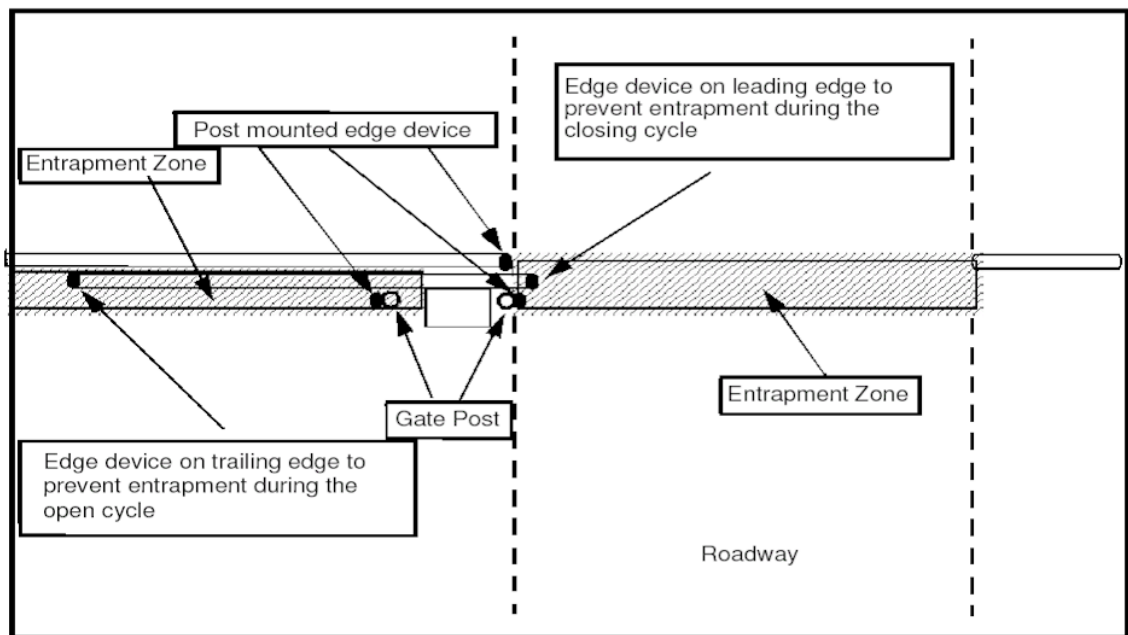 Edge device on leading edge to
prevent entrapment during the
closing cycle
Post mounted edge device
Entrapment Zone
Entrapment Zone
Gate Post
Edge device on trailing edge to
prevent entrapment during the
open cycle
Roadway